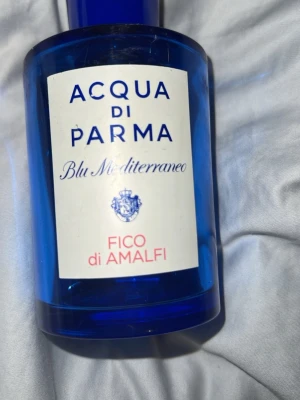 ACQUA
DI
PARMA
Blu Mediterraneo
FICO
di AMALFI